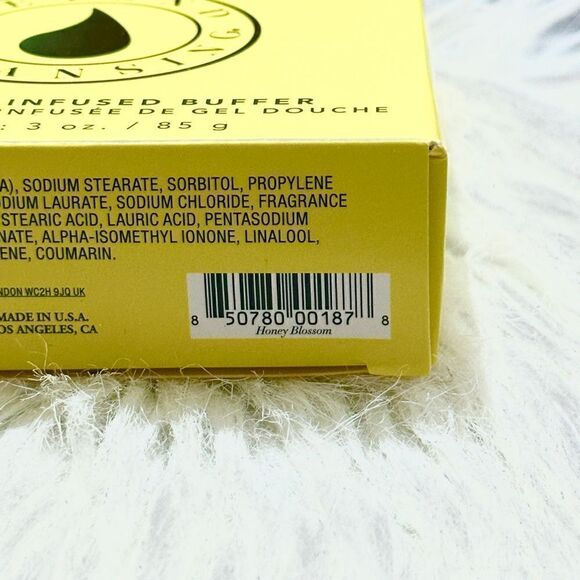 NSING
INFUSED BUFFER
DE GEL DOUCHE
: 3 oz. / 85 g
A), SODIUM STEARATE, SORBITOL, PROPYLENE
DIUM LAURATE, SODIUM CHLORIDE, FRAGRANCE
STEARIC ACID, LAURIC ACID, PENTASODIUM
NATE, ALPHA-ISOMETHYL IONONE, LINALOOL,
ENE, COUMARIN.
NDON WC2H 9JQ UK
MADE IN U.S.A.
OS ANGELES, CA
8 50780 00187 8
Honey Blossom